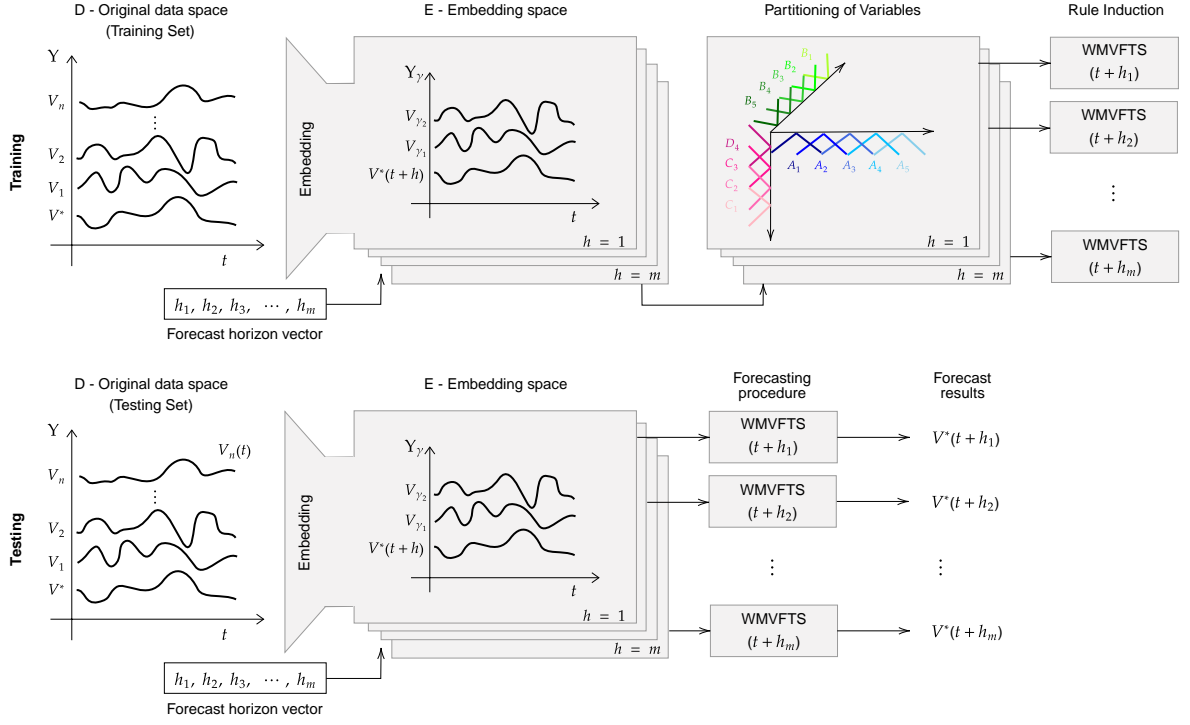 D - Original data space
(Training Set)
E - Embedding space
Partitioning of Variables
Rule Induction
Training
Y
V_n
⋮
V_2
V_1
V*
t
Embedding
Y_γ
V_γ_2
V_γ_1
V*(t + h)
t
h = 1
h = m
h_1, h_2, h_3, ⋯ , h_m
Forecast horizon vector
B_1
B_2
B_3
B_4
B_5
D_4
C_3
C_2
C_1
A_1 A_2 A_3 A_4 A_5
h = 1
h = m
WMVFTS
(t + h_1)
WMVFTS
(t + h_2)
⋮
WMVFTS
(t + h_m)
D - Original data space
(Testing Set)
E - Embedding space
Forecasting
procedure
Forecast
results
Testing
Y
V_n(t)
V_n
⋮
V_2
V_1
V*
t
Embedding
Y_γ
V_γ_2
V_γ_1
V*(t + h)
t
h = 1
h = m
h_1, h_2, h_3, ⋯ , h_m
Forecast horizon vector
WMVFTS
(t + h_1)
V*(t + h_1)
WMVFTS
(t + h_2)
V*(t + h_2)
⋮
⋮
WMVFTS
(t + h_m)
V*(t + h_m)